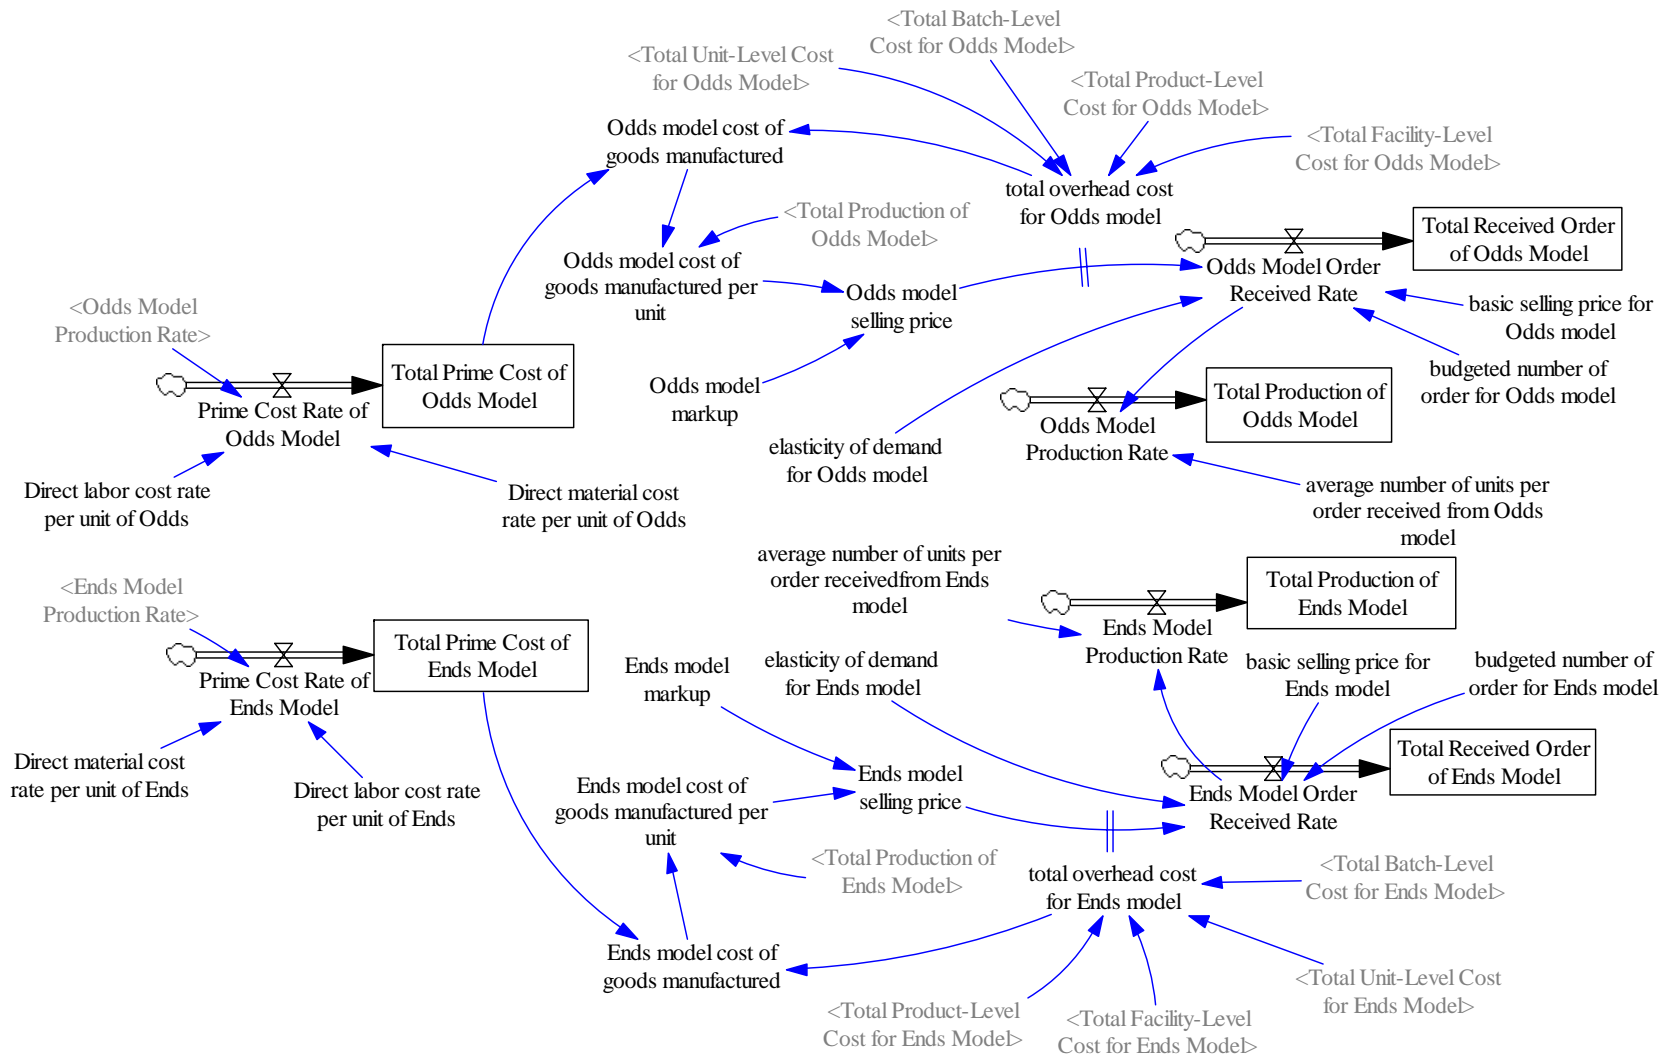 <Total Batch-Level
Cost for Odds Model>
<Total Unit-Level Cost
for Odds Model>
<Total Product-Level
Cost for Odds Model>
Odds model cost of
goods manufactured
<Total Facility-Level
Cost for Odds Model>
total overhead cost
for Odds model
<Total Production of
Odds Model>
Total Received Order
of Odds Model
Odds model cost of
goods manufactured per
unit
Odds Model Order
Received Rate
Odds model
selling price
basic selling price for
Odds model
<Odds Model
Production Rate>
budgeted number of
order for Odds model
Total Prime Cost of
Odds Model
Odds model
markup
Total Production of
Odds Model
Prime Cost Rate of
Odds Model
Odds Model
Production Rate
elasticity of demand
for Odds model
Direct labor cost rate
per unit of Odds
Direct material cost
rate per unit of Odds
average number of units per
order received from Odds
model
average number of units per
order receivedfrom Ends
model
<Ends Model
Production Rate>
Total Production of
Ends Model
Ends Model
Production Rate
Total Prime Cost of
Ends Model
Ends model
markup
elasticity of demand
for Ends model
basic selling price for
Ends model
budgeted number of
order for Ends model
Prime Cost Rate of
Ends Model
Direct material cost
rate per unit of Ends
Direct labor cost rate
per unit of Ends
Total Received Order
of Ends Model
Ends model cost of
goods manufactured per
unit
Ends model
selling price
Ends Model Order
Received Rate
<Total Production of
Ends Model>
total overhead cost
for Ends model
<Total Batch-Level
Cost for Ends Model>
Ends model cost of
goods manufactured
<Total Unit-Level Cost
for Ends Model>
<Total Product-Level
Cost for Ends Model>
<Total Facility-Level
Cost for Ends Model>